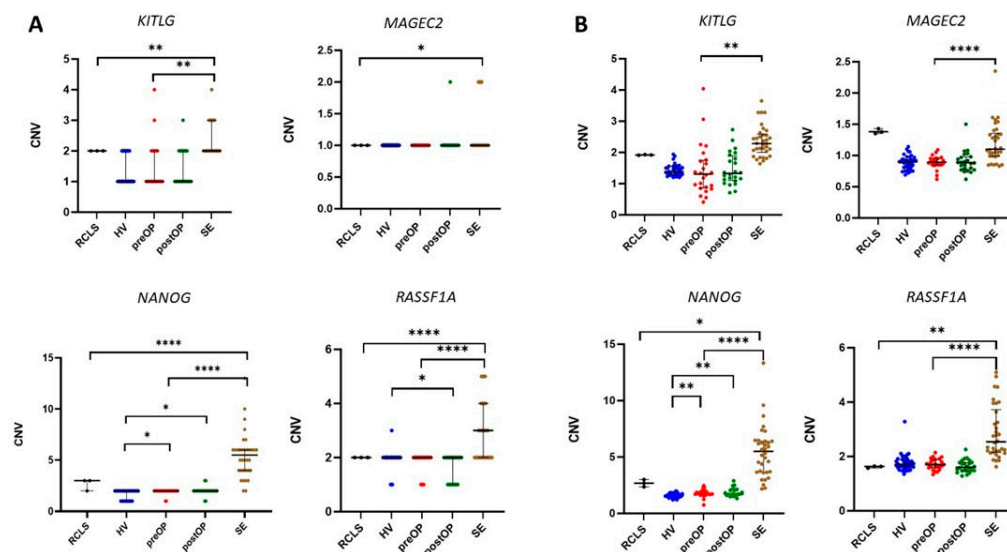 A
KITLG
**
**
CNV
5
4
3
2
1
0
RCLS
HV
preOP
postOP
SE
MAGEC2
*
CNV
2.5
2.0
1.5
1.0
0.5
0.0
RCLS
HV
preOP
postOP
SE
NANOG
****
****
*
*
CNV
15
10
5
0
RCLS
HV
preOP
postOP
SE
RASSF1A
****
****
*
CNV
6
4
2
0
RCLS
HV
preOP
postOP
SE
B
KITLG
**
CNV
5
4
3
2
1
0
RCLS
HV
preOP
postOP
SE
MAGEC2
****
CNV
2.5
2.0
1.5
1.0
0.5
0.0
RCLS
HV
preOP
postOP
SE
NANOG
*
****
**
**
CNV
15
10
5
0
RCLS
HV
preOP
postOP
SE
RASSF1A
**
****
CNV
6
4
2
0
RCLS
HV
preOP
postOP
SE